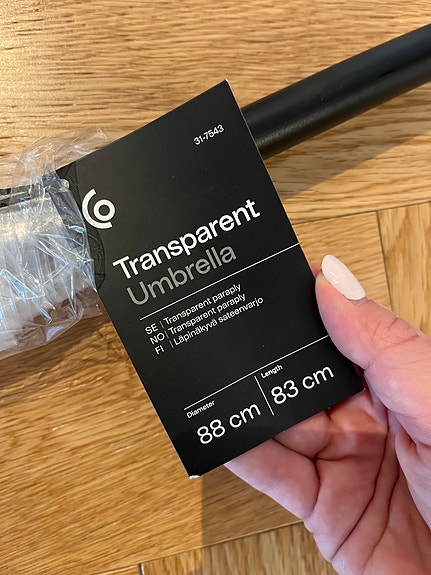 31-7543
Transparent
Umbrella
SE | Transparent paraply
NO | Transparent paraply
FI | Läpinäkyvä sateenvarjo
Diameter
88 cm
Length
83 cm